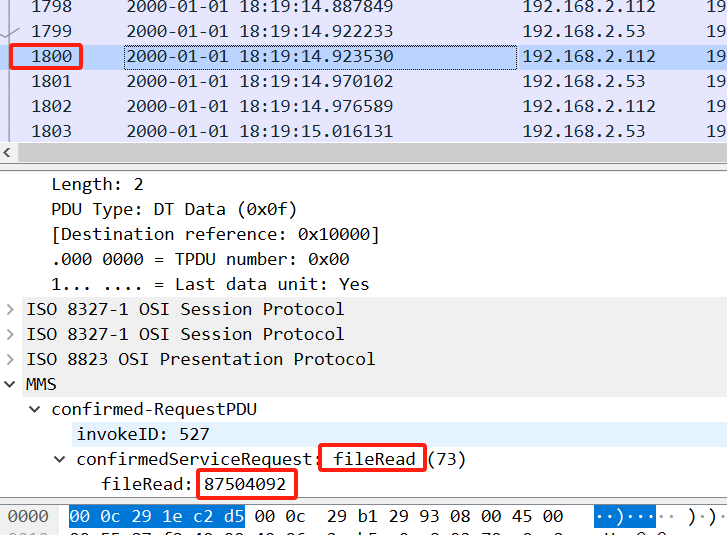 1798 2000-01-01 18:19:14.887849 192.168.2.112 19
1799 2000-01-01 18:19:14.922233 192.168.2.53 19
1800 2000-01-01 18:19:14.923530 192.168.2.112 19
1801 2000-01-01 18:19:14.970102 192.168.2.53 19
1802 2000-01-01 18:19:14.976589 192.168.2.112 19
1803 2000-01-01 18:19:15.016131 192.168.2.53 19
Length: 2
PDU Type: DT Data (0x0f)
[Destination reference: 0x10000]
.000 0000 = TPDU number: 0x00
1... .... = Last data unit: Yes
ISO 8327-1 OSI Session Protocol
ISO 8327-1 OSI Session Protocol
ISO 8823 OSI Presentation Protocol
MMS
confirmed-RequestPDU
invokeID: 527
confirmedServiceRequest: fileRead (73)
fileRead: 87504092
0000 00 0c 29 1e c2 d5 00 0c 29 b1 29 93 08 00 45 00 ··)····· )·)·